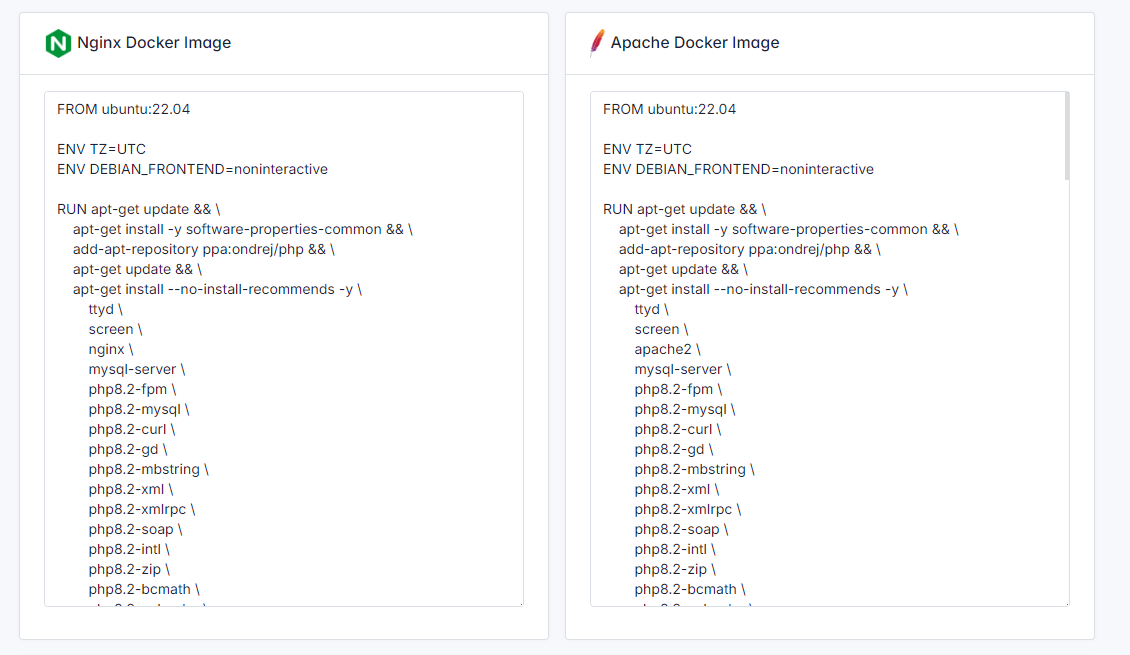 Nginx Docker Image
FROM ubuntu:22.04
ENV TZ=UTC
ENV DEBIAN_FRONTEND=noninteractive
RUN apt-get update && \
apt-get install -y software-properties-common && \
add-apt-repository ppa:ondrej/php && \
apt-get update && \
apt-get install --no-install-recommends -y \
ttyd \
screen \
nginx \
mysql-server \
php8.2-fpm \
php8.2-mysql \
php8.2-curl \
php8.2-gd \
php8.2-mbstring \
php8.2-xml \
php8.2-xmlrpc \
php8.2-soap \
php8.2-intl \
php8.2-zip \
php8.2-bcmath \
Apache Docker Image
FROM ubuntu:22.04
ENV TZ=UTC
ENV DEBIAN_FRONTEND=noninteractive
RUN apt-get update && \
apt-get install -y software-properties-common && \
add-apt-repository ppa:ondrej/php && \
apt-get update && \
apt-get install --no-install-recommends -y \
ttyd \
screen \
apache2 \
mysql-server \
php8.2-fpm \
php8.2-mysql \
php8.2-curl \
php8.2-gd \
php8.2-mbstring \
php8.2-xml \
php8.2-xmlrpc \
php8.2-soap \
php8.2-intl \
php8.2-zip \
php8.2-bcmath \